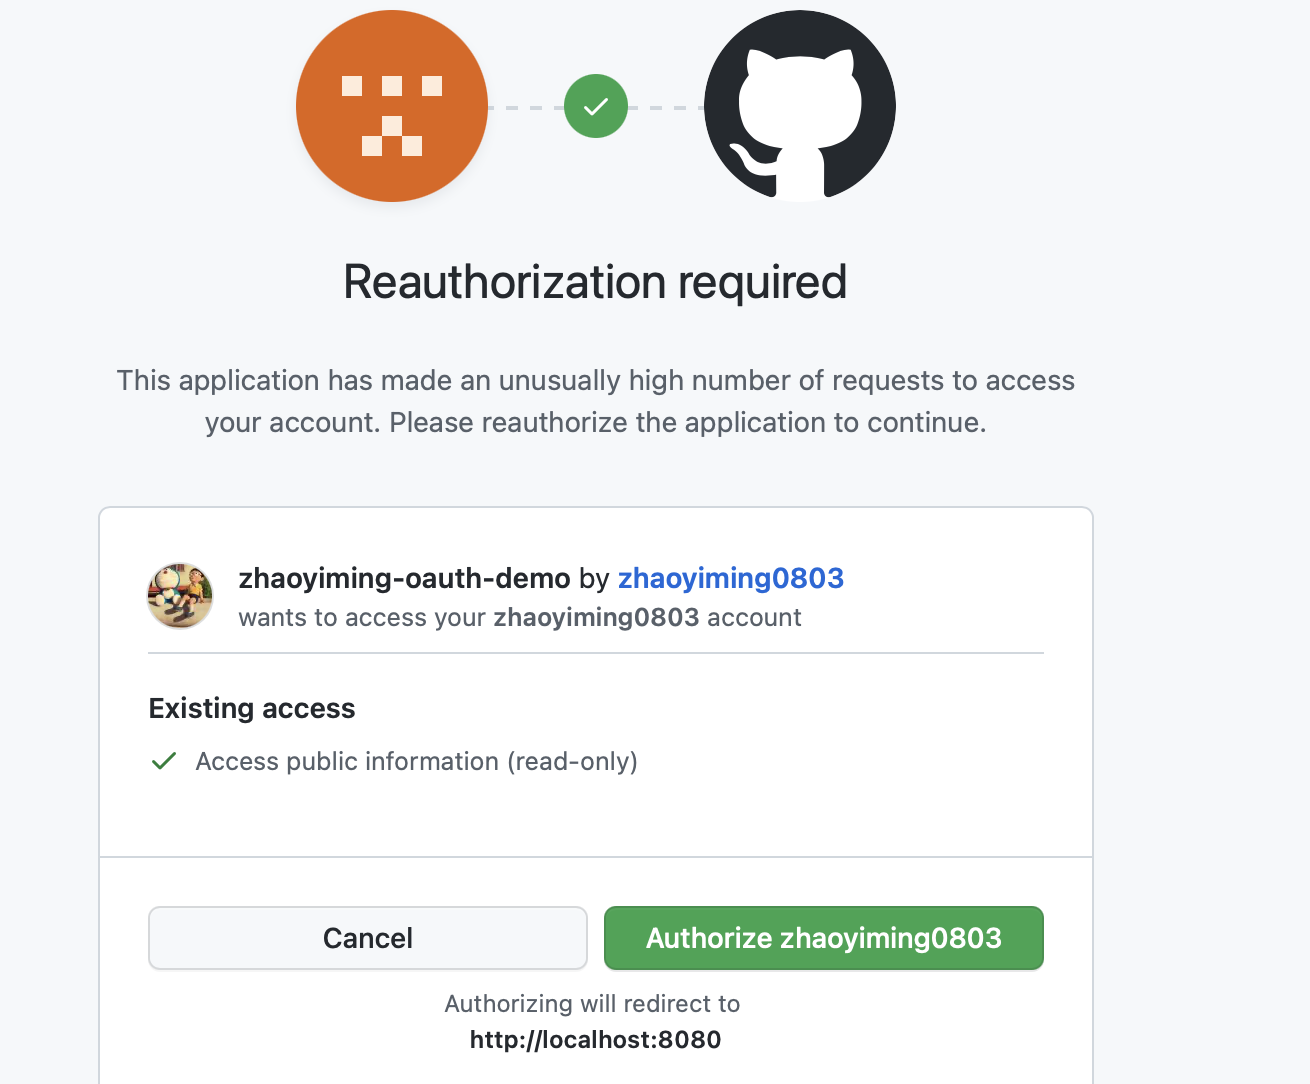 Reauthorization required
This application has made an unusually high number of requests to access
your account. Please reauthorize the application to continue.
zhaoyiming-oauth-demo by zhaoyiming0803
wants to access your zhaoyiming0803 account
Existing access
Access public information (read-only)
Cancel
Authorize zhaoyiming0803
Authorizing will redirect to
http://localhost:8080